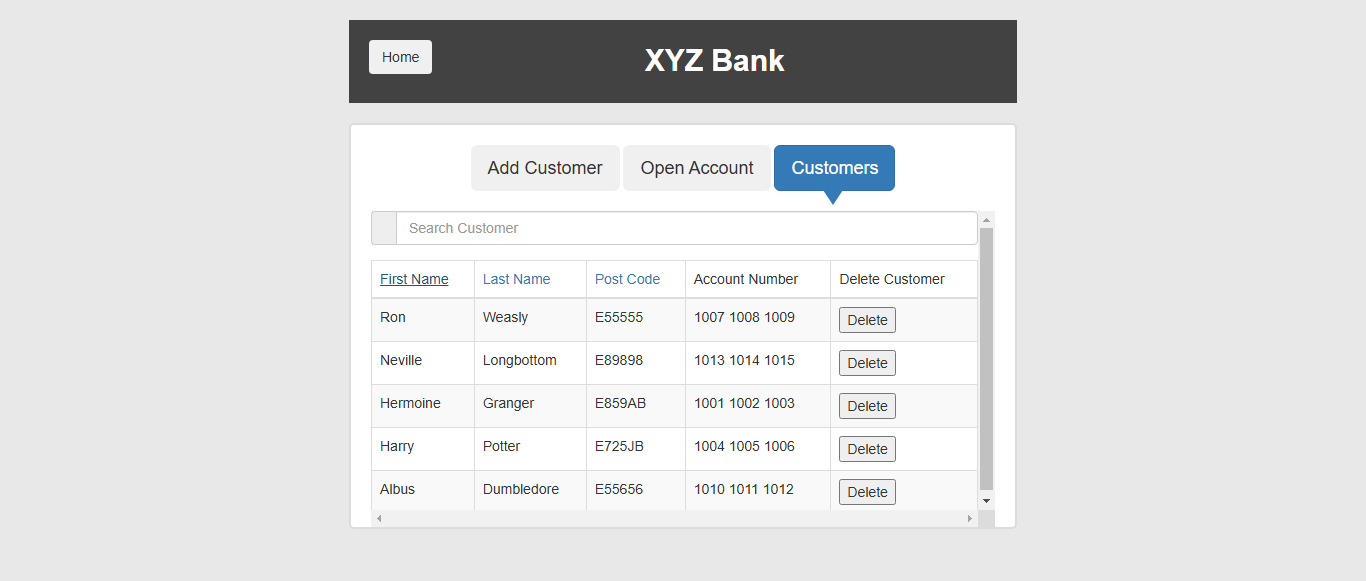 Home
XYZ Bank
Add Customer Open Account Customers
Search Customer
First Name Last Name Post Code Account Number Delete Customer
Ron Weasly E55555 1007 1008 1009 Delete
Neville Longbottom E89898 1013 1014 1015 Delete
Hermoine Granger E859AB 1001 1002 1003 Delete
Harry Potter E725JB 1004 1005 1006 Delete
Albus Dumbledore E55656 1010 1011 1012 Delete